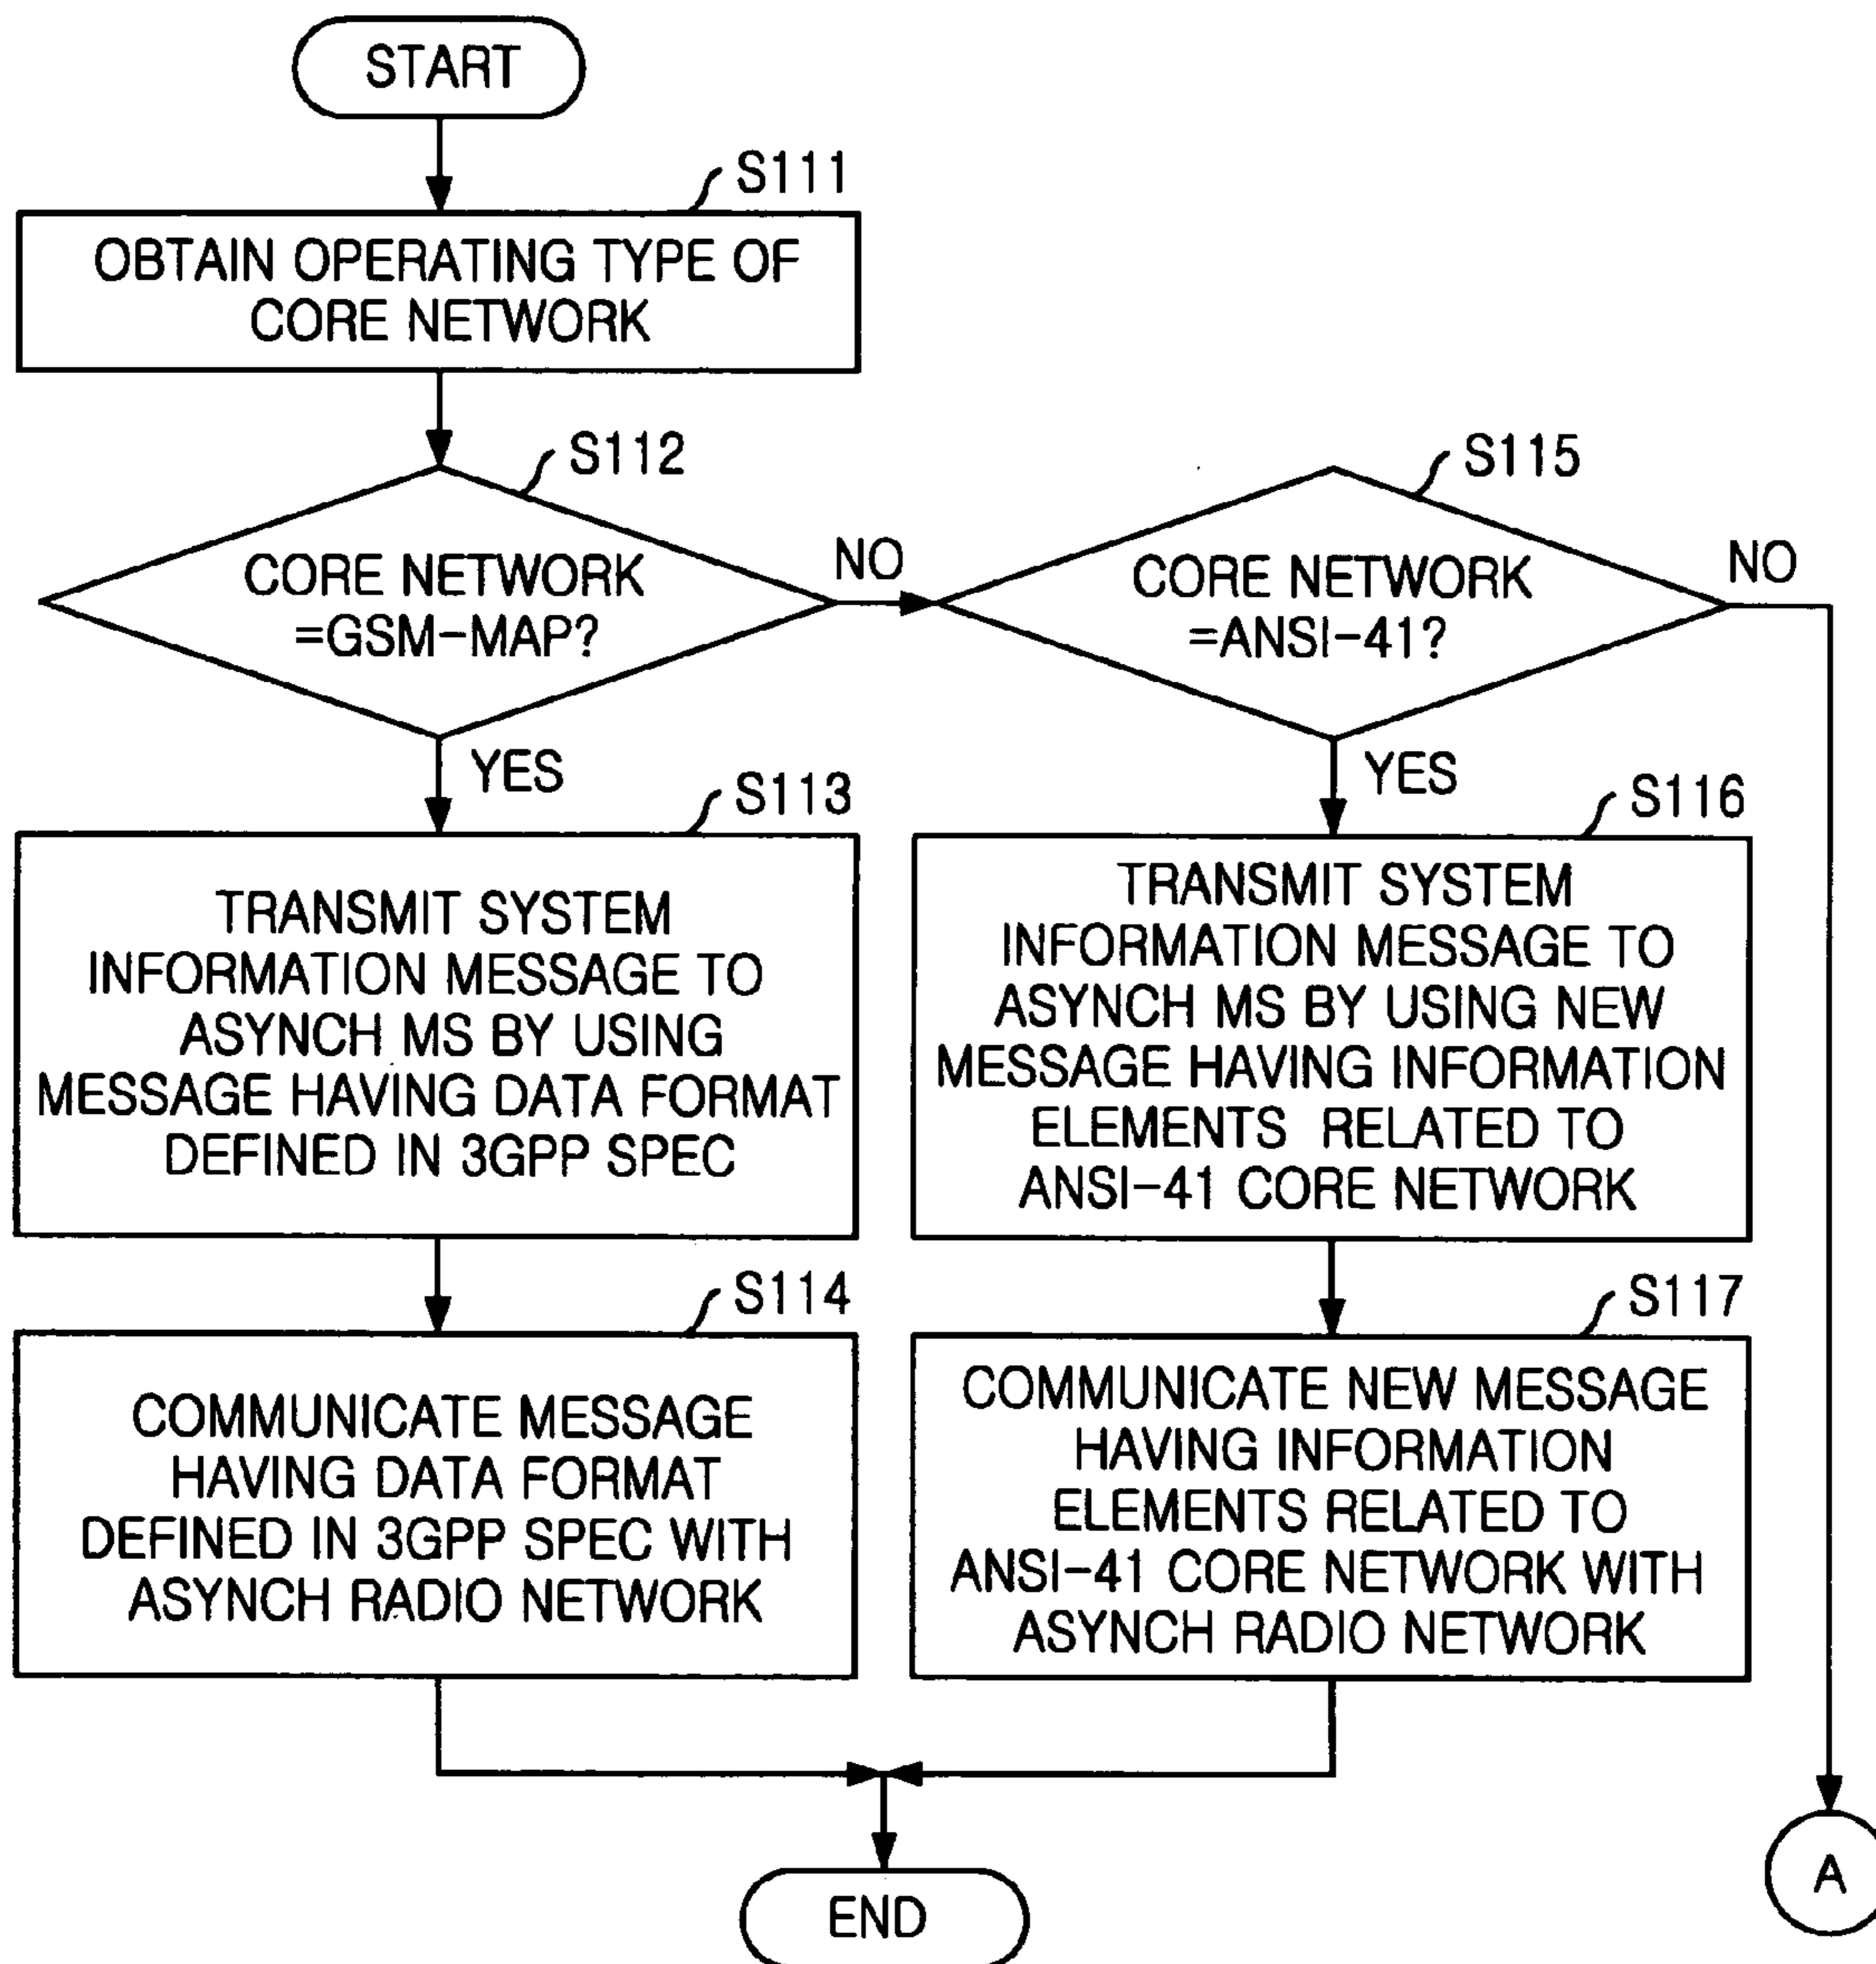 START
S111
OBTAIN OPERATING TYPE OF
CORE NETWORK
S112
CORE NETWORK
=GSM-MAP?
NO
YES
S115
CORE NETWORK
=ANSI-41?
NO
YES
S113
TRANSMIT SYSTEM
INFORMATION MESSAGE TO
ASYNCH MS BY USING
MESSAGE HAVING DATA FORMAT
DEFINED IN 3GPP SPEC
S116
TRANSMIT SYSTEM
INFORMATION MESSAGE TO
ASYNCH MS BY USING NEW
MESSAGE HAVING INFORMATION
ELEMENTS RELATED TO
ANSI-41 CORE NETWORK
S114
COMMUNICATE MESSAGE
HAVING DATA FORMAT
DEFINED IN 3GPP SPEC WITH
ASYNCH RADIO NETWORK
S117
COMMUNICATE NEW MESSAGE
HAVING INFORMATION
ELEMENTS RELATED TO
ANSI-41 CORE NETWORK WITH
ASYNCH RADIO NETWORK
END
A